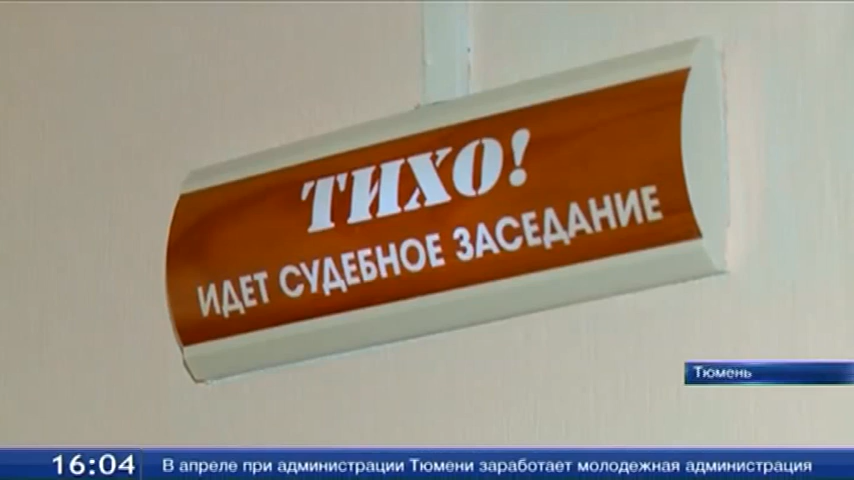 ТИХО!
ИДЕТ СУДЕБНОЕ ЗАСЕДАНИЕ
Тюмень
16:04 В апреле при администрации Тюмени заработает молодежная администрация